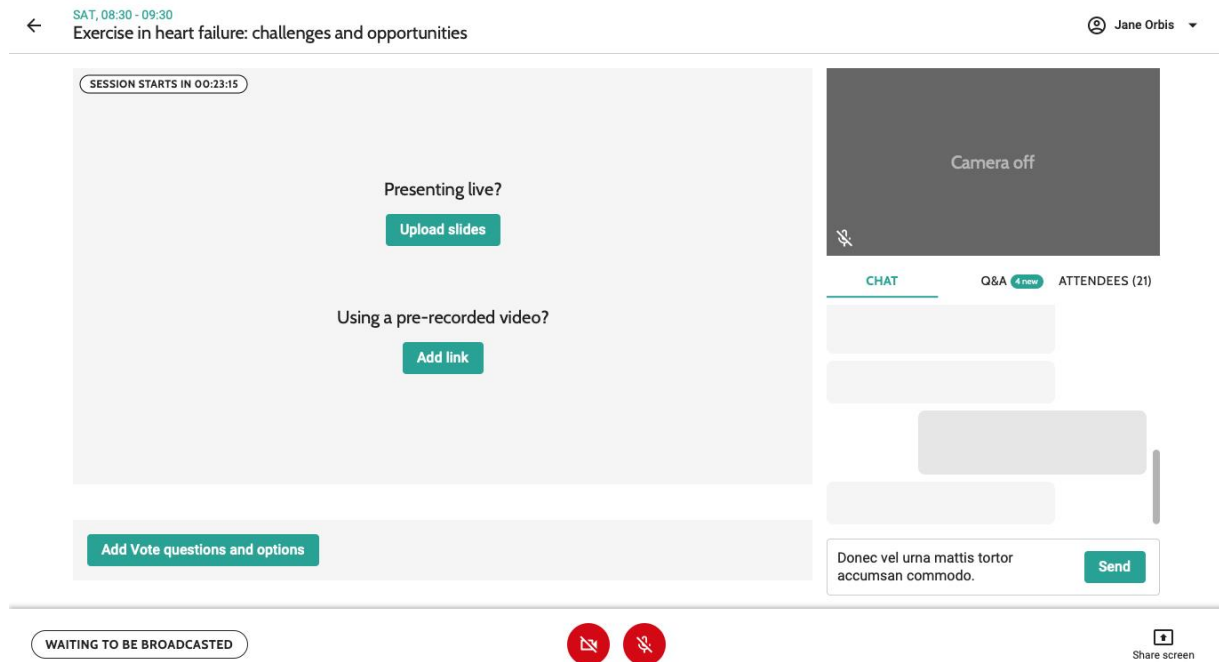 SAT, 08:30 - 09:30
Exercise in heart failure: challenges and opportunities
Jane Orbis
SESSION STARTS IN 00:23:15
Presenting live?
Upload slides
Using a pre-recorded video?
Add link
Add Vote questions and options
Camera off
CHAT
Q&A 4 new
ATTENDEES (21)
Donec vel urna mattis tortor
accumsan commodo.
Send
WAITING TO BE BROADCASTED
Share screen